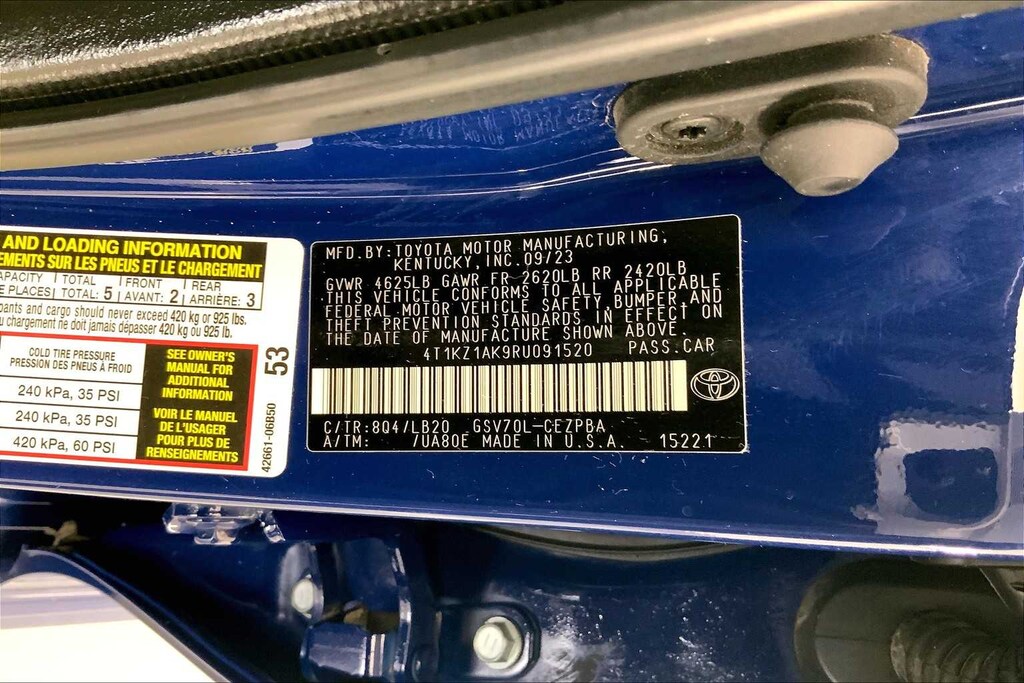 AND LOADING INFORMATION
EMENTS SUR LES PNEUS ET LE CHARGEMENT
APACITY TOTAL FRONT REAR
PLACES TOTAL: 5 AVANT: 2 ARRIÈRE: 3
pants and cargo should never exceed 420 kg or 925 lbs.
chargement ne doit jamais dépasser 420 kg ou 925 lb.
COLD TIRE PRESSURE
PRESSION DES PNEUS À FROID
240 kPa, 35 PSI
240 kPa, 35 PSI
420 kPa, 60 PSI
SEE OWNER'S
MANUAL FOR
ADDITIONAL
INFORMATION
VOIR LE MANUEL
DE L'USAGER
POUR PLUS DE
RENSEIGNEMENTS
53
42661-06B50
MFD.BY:TOYOTA MOTOR MANUFACTURING,
KENTUCKY,INC.09/23
GVWR 4625LB GAWR FR 2620LB RR 2420LB
THIS VEHICLE CONFORMS TO ALL APPLICABLE
FEDERAL MOTOR VEHICLE SAFETY,BUMPER,AND
THEFT PREVENTION STANDARDS IN EFFECT ON
THE DATE OF MANUFACTURE SHOWN ABOVE.
4T1KZ1AK9RU091520 PASS.CAR
C/TR:8Q4/LB20 GSV70L-CEZPBA
A/TM: /UA80E MADE IN U.S.A. 15221